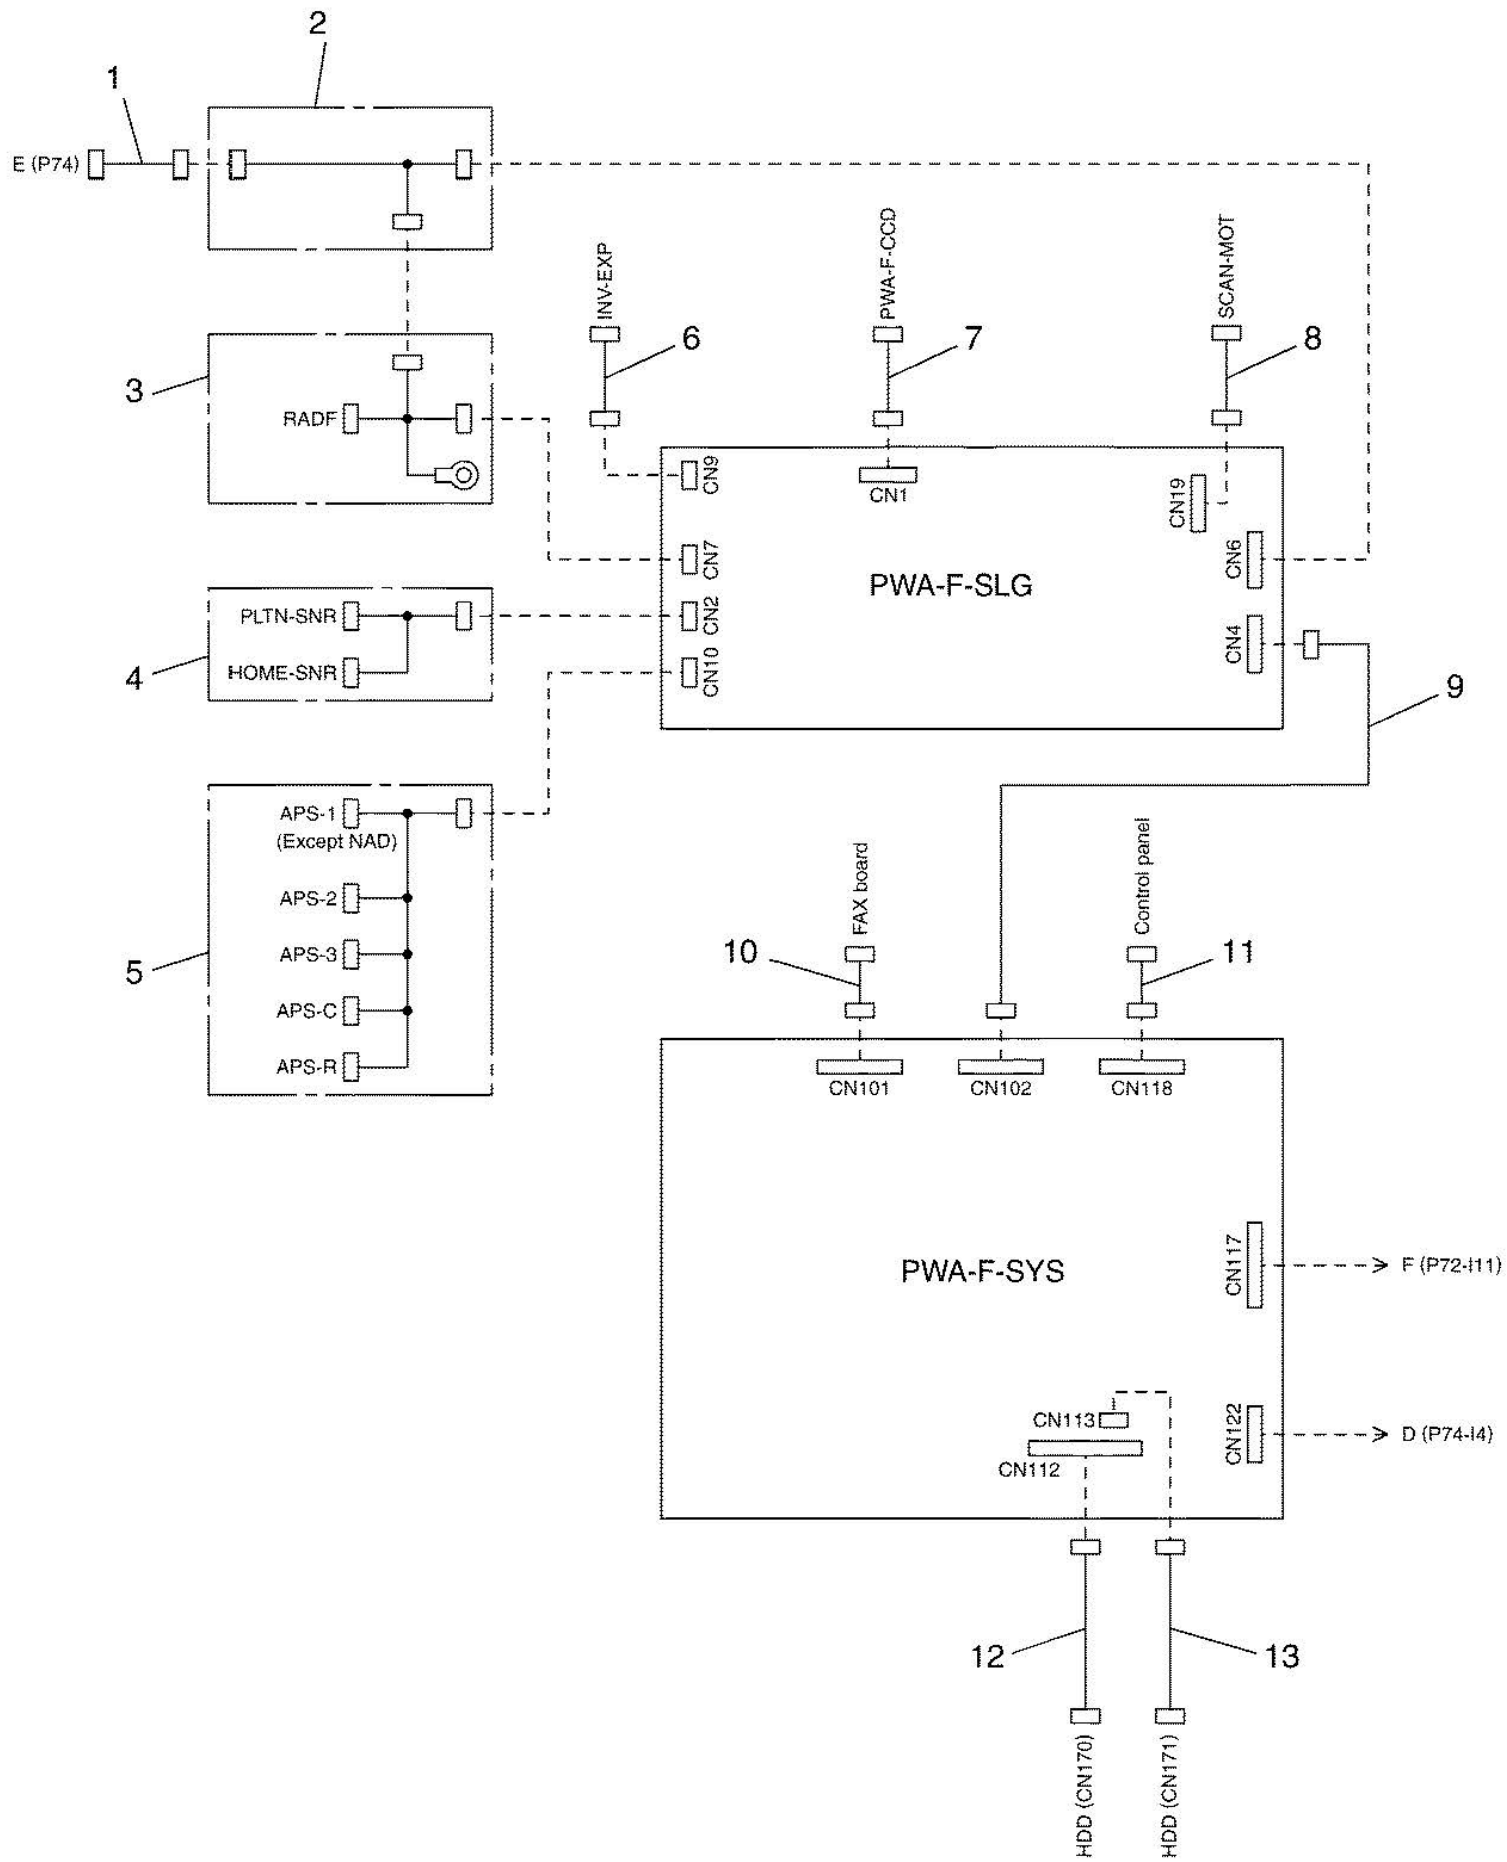 2
1
E (P74)
INV-EXP
PWA-F-CCD
SCAN-MOT
6
7
8
3
RADF
CN9
CN1
CN19
CN7
CN6
PWA-F-SLG
PLTN-SNR
CN2
CN4
HOME-SNR
CN10
4
9
APS-1
(Except NAD)
APS-2
APS-3
5
APS-C
APS-R
FAX board
Control panel
10
11
CN101
CN102
CN118
PWA-F-SYS
CN117
F (P72-I11)
CN113
CN122
D (P74-I4)
CN112
12
13
HDD (CN170)
HDD (CN171)